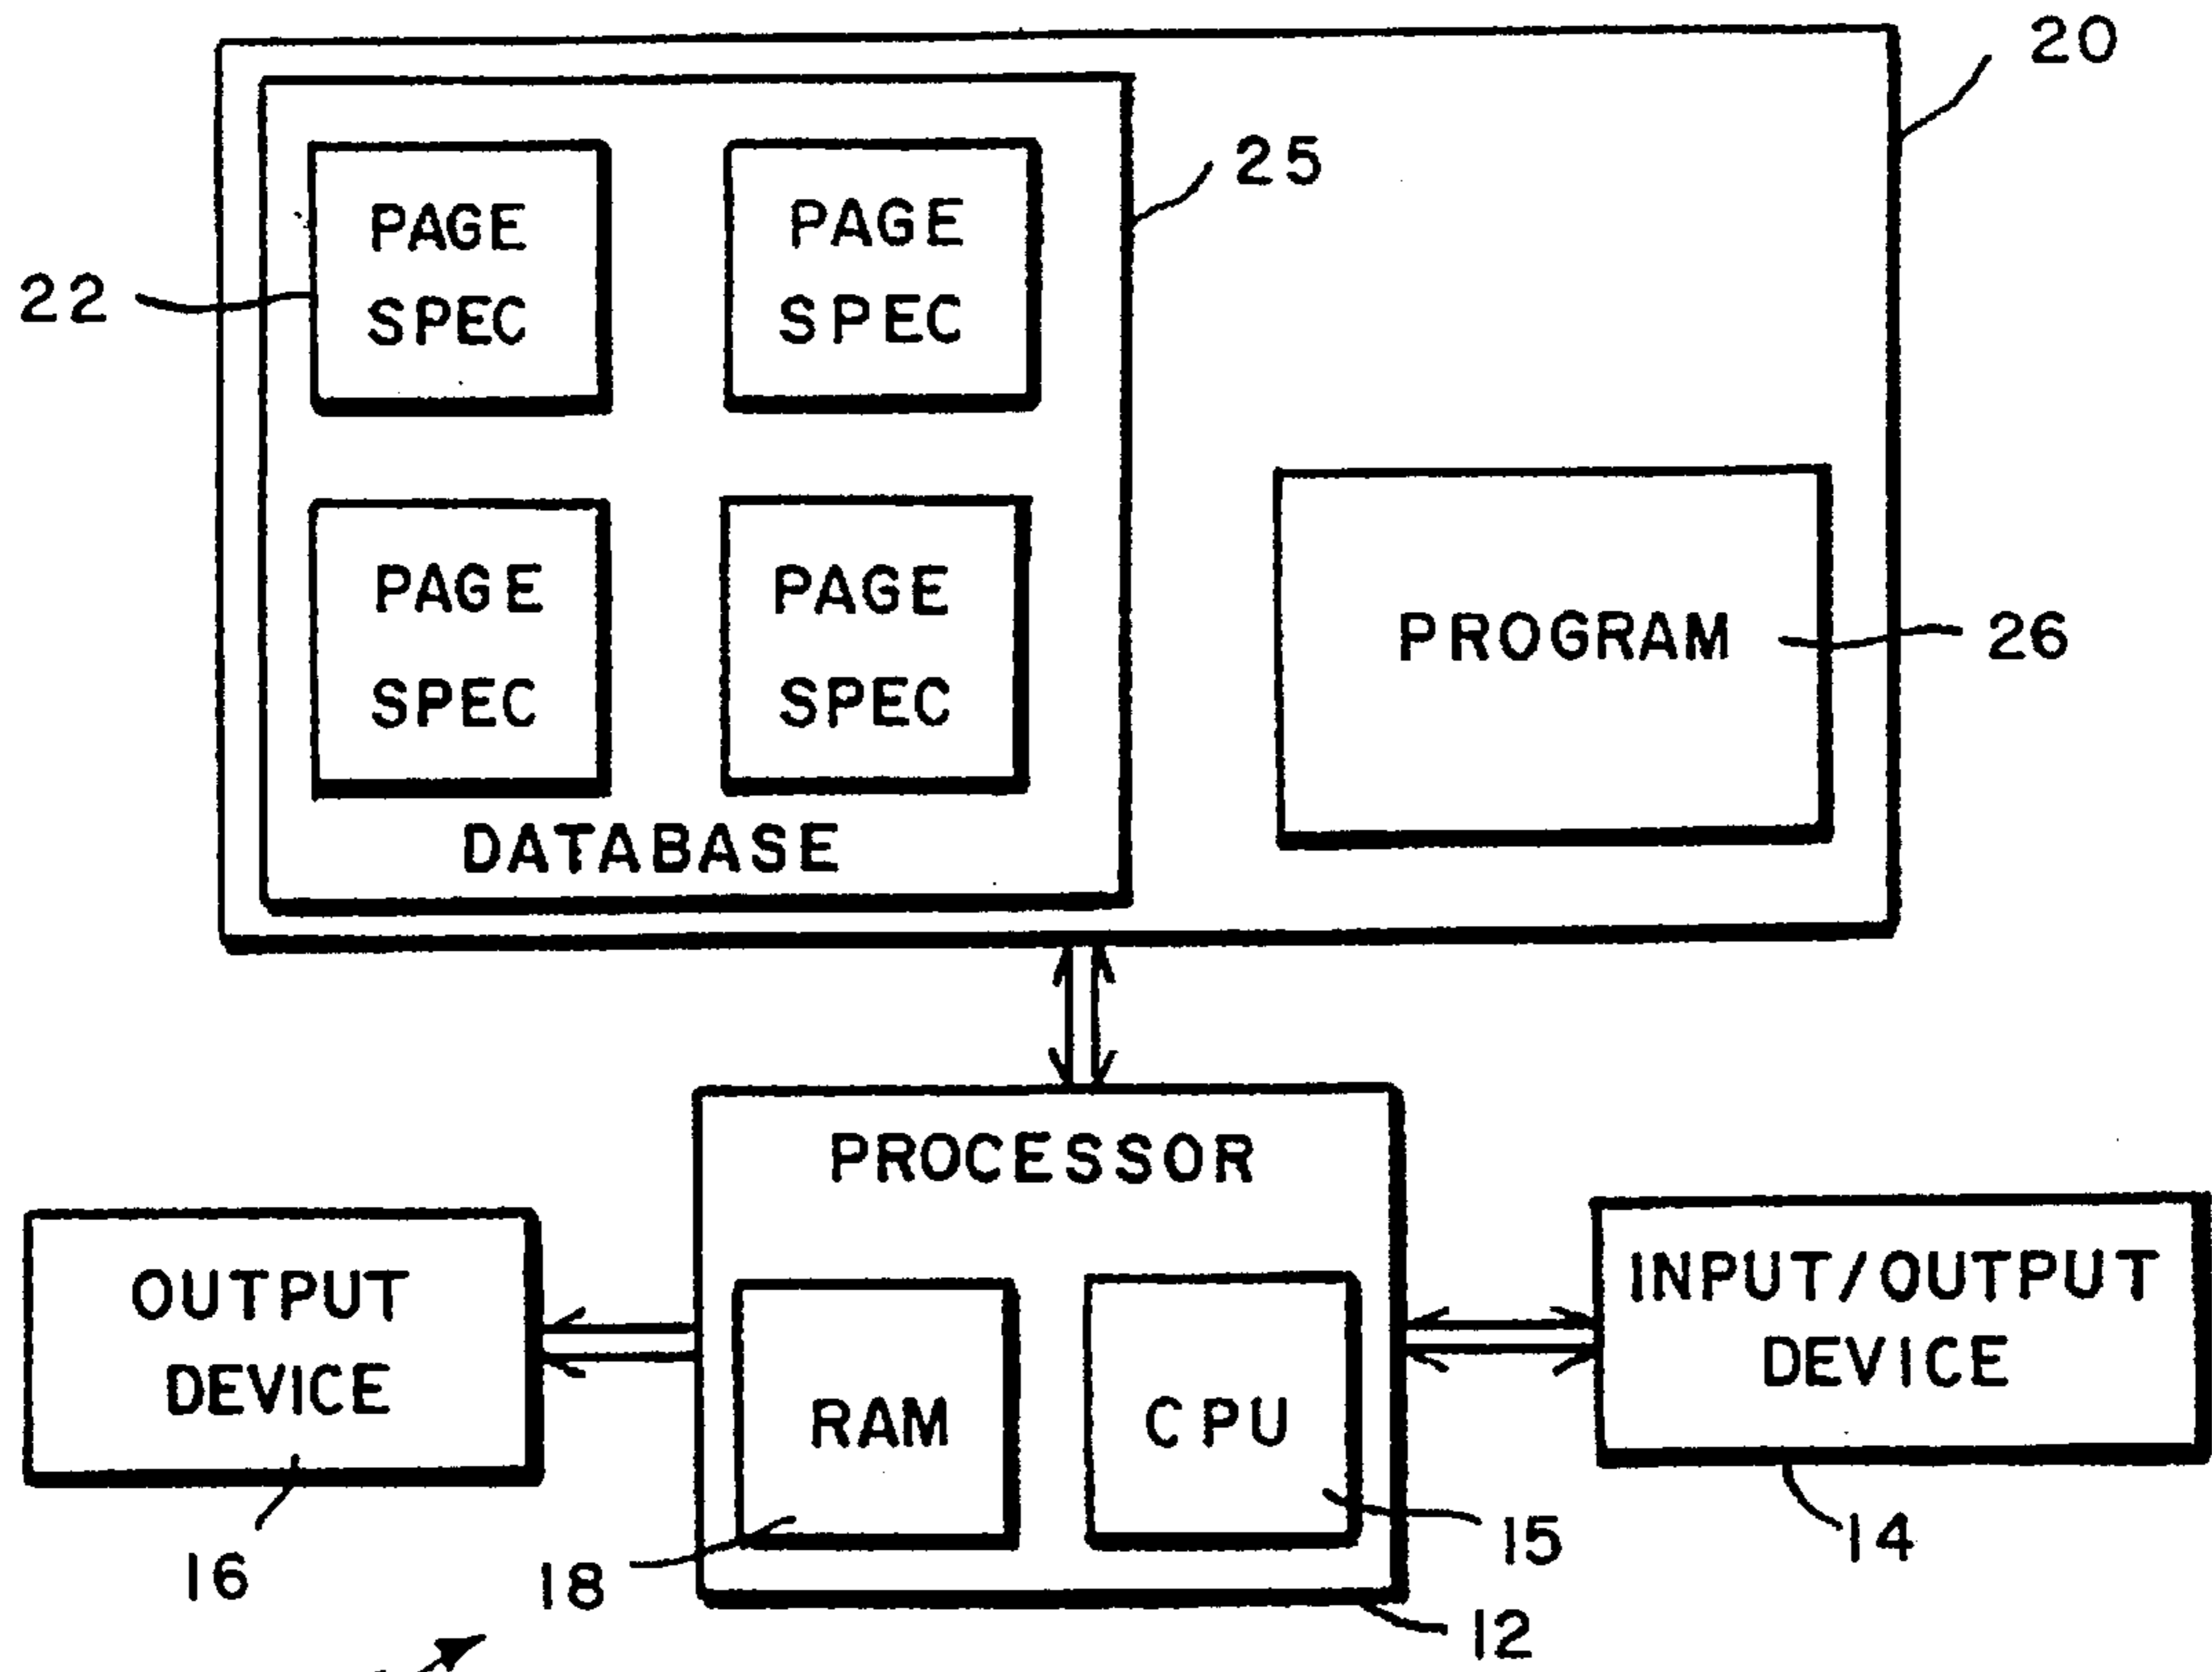 20
25
PAGE
SPEC
PAGE
SPEC
22
PAGE
SPEC
PAGE
SPEC
PROGRAM
26
DATABASE
PROCESSOR
OUTPUT
DEVICE
INPUT/OUTPUT
DEVICE
RAM
CPU
16
18
15
14
12